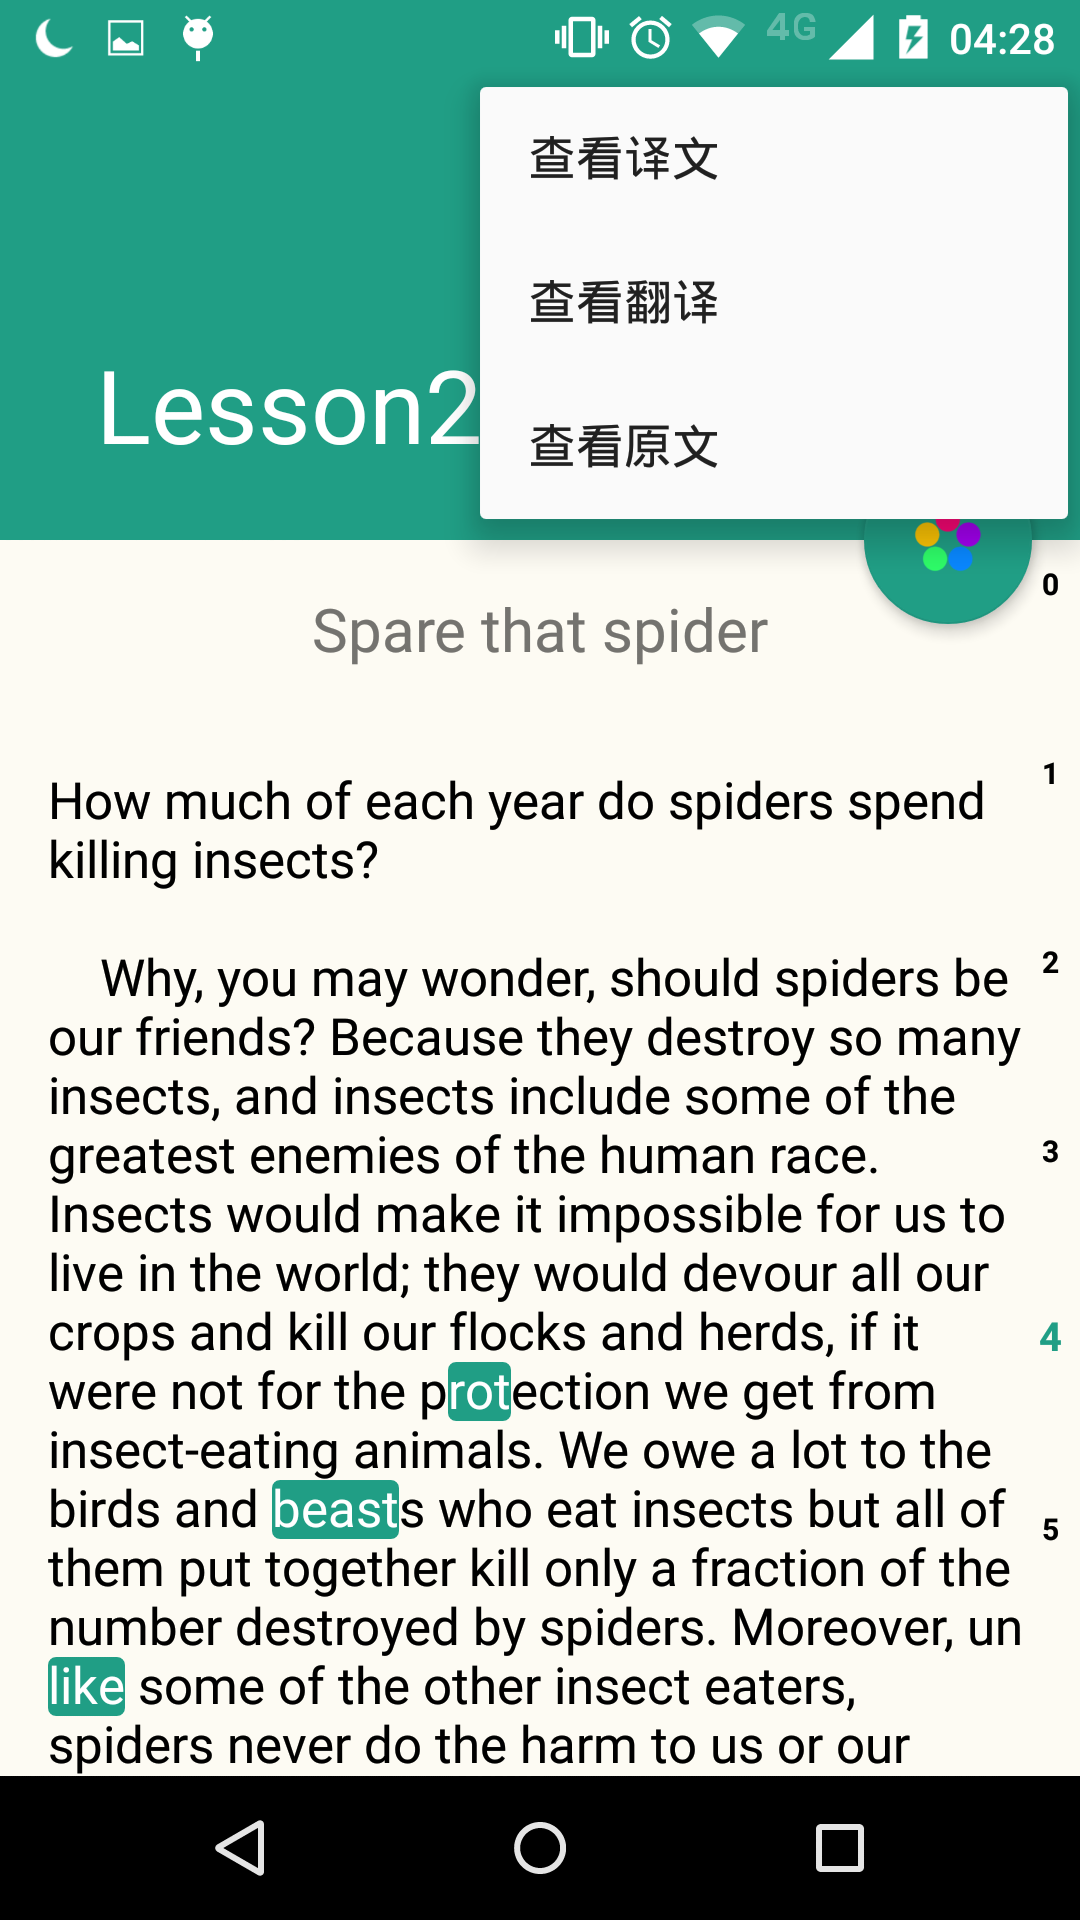 4G 04:28
查看译文
查看翻译
查看原文
Lesson2
0
Spare that spider
1
How much of each year do spiders spend
killing insects?
Why, you may wonder, should spiders be
2
our friends? Because they destroy so many
insects, and insects include some of the
greatest enemies of the human race.
3
Insects would make it impossible for us to
live in the world; they would devour all our
crops and kill our flocks and herds, if it
4
were not for the protection we get from
insect-eating animals. We owe a lot to the
birds and beasts who eat insects but all of
5
them put together kill only a fraction of the
number destroyed by spiders. Moreover, un
like some of the other insect eaters,
spiders never do the harm to us or our